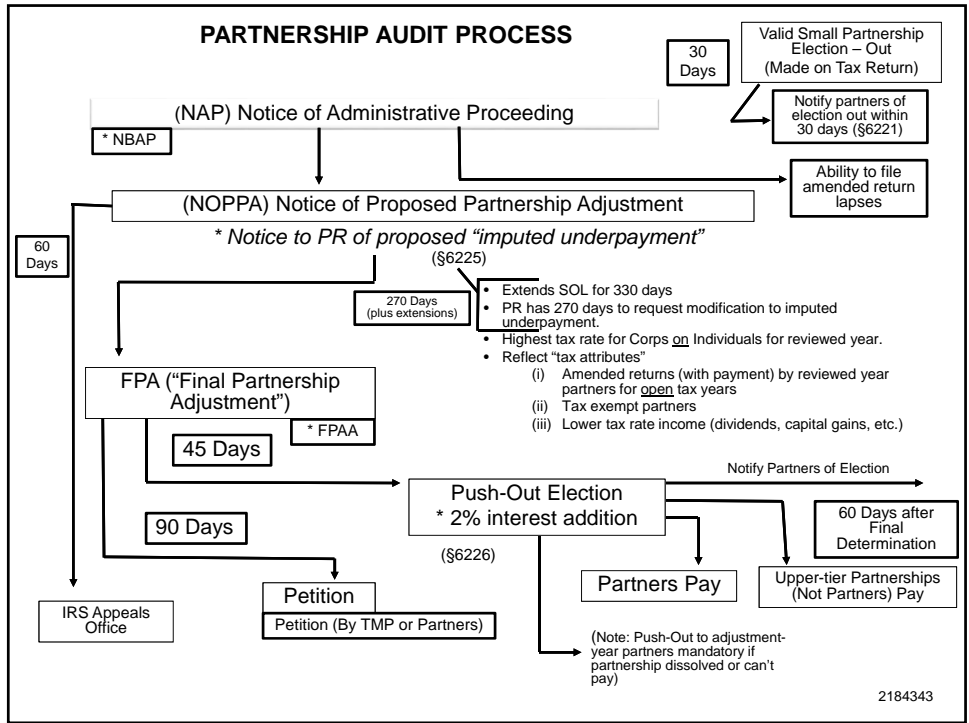 PARTNERSHIP AUDIT PROCESS
30
Days
Valid Small Partnership
Election – Out
(Made on Tax Return)
Notify partners of
election out within
30 days (§6221)
(NAP) Notice of Administrative Proceeding
* NBAP
Ability to file
amended return
lapses
(NOPPA) Notice of Proposed Partnership Adjustment
* Notice to PR of proposed “imputed underpayment”
(§6225)
60
Days
270 Days
(plus extensions)
• Extends SOL for 330 days
• PR has 270 days to request modification to imputed
underpayment.
• Highest tax rate for Corps on Individuals for reviewed year.
• Reflect “tax attributes”
(i) Amended returns (with payment) by reviewed year
partners for open tax years
(ii) Tax exempt partners
(iii) Lower tax rate income (dividends, capital gains, etc.)
FPA (“Final Partnership
Adjustment”)
* FPAA
45 Days
90 Days
Push-Out Election
* 2% interest addition
(§6226)
Notify Partners of Election
60 Days after
Final
Determination
Partners Pay
Upper-tier Partnerships
(Not Partners) Pay
IRS Appeals
Office
Petition
Petition (By TMP or Partners)
(Note: Push-Out to adjustment-
year partners mandatory if
partnership dissolved or can’t
pay)
2184343